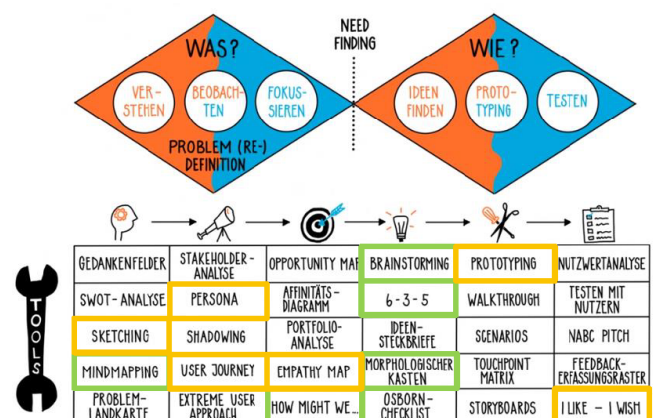 NEED
FINDING
WAS?
WIE?
VER-
STEHEN
BEOBACH-
TEN
FOKUS-
SIEREN
IDEEN
FINDEN
PROTO-
TYPING
TESTEN
PROBLEM (RE-)
DEFINITION
TOOLS
GEDANKENFELDER
STAKEHOLDER-
ANALYSE
OPPORTUNITY MAP
BRAINSTORMING
PROTOTYPING
NUTZWERTANALYSE
SWOT-ANALYSE
PERSONA
AFFINITÄTS-
DIAGRAMM
6-3-5
WALKTHROUGH
TESTEN MIT
NUTZERN
SKETCHING
SHADOWING
PORTFOLIO-
ANALYSE
IDEEN-
STECKBRIEFE
SCENARIOS
NABC PITCH
MINDMAPPING
USER JOURNEY
EMPATHY MAP
MORPHOLOGISCHER
KASTEN
TOUCHPOINT
MATRIX
FEEDBACK-
ERFASSUNGSRASTER
PROBLEM-
LANDKARTE
EXTREME USER
APPROACH
HOW MIGHT WE...
OSBORN-
CHECKLIST
STORYBOARDS
I LIKE - I WISH